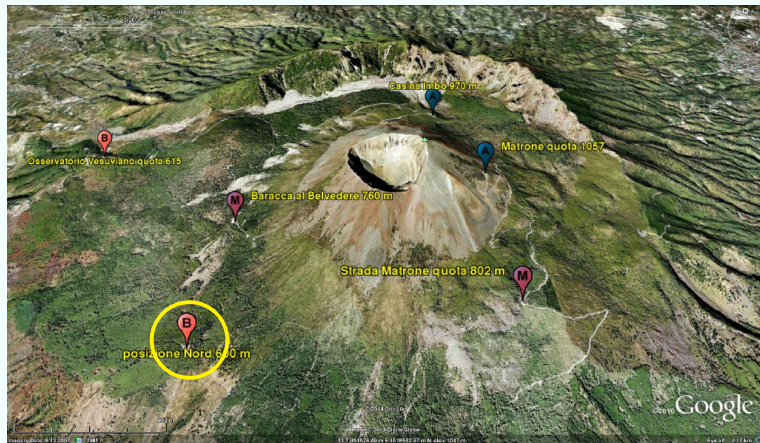 Casina Imbo 970 m
A
B
Osservatorio Vesuviano quota 615
Matrone quota 1057
A
Baracca al Belvedere 760 m
M
Strada Matrone quota 802 m
M
B
posizione Nord 600 m
©2010 Google